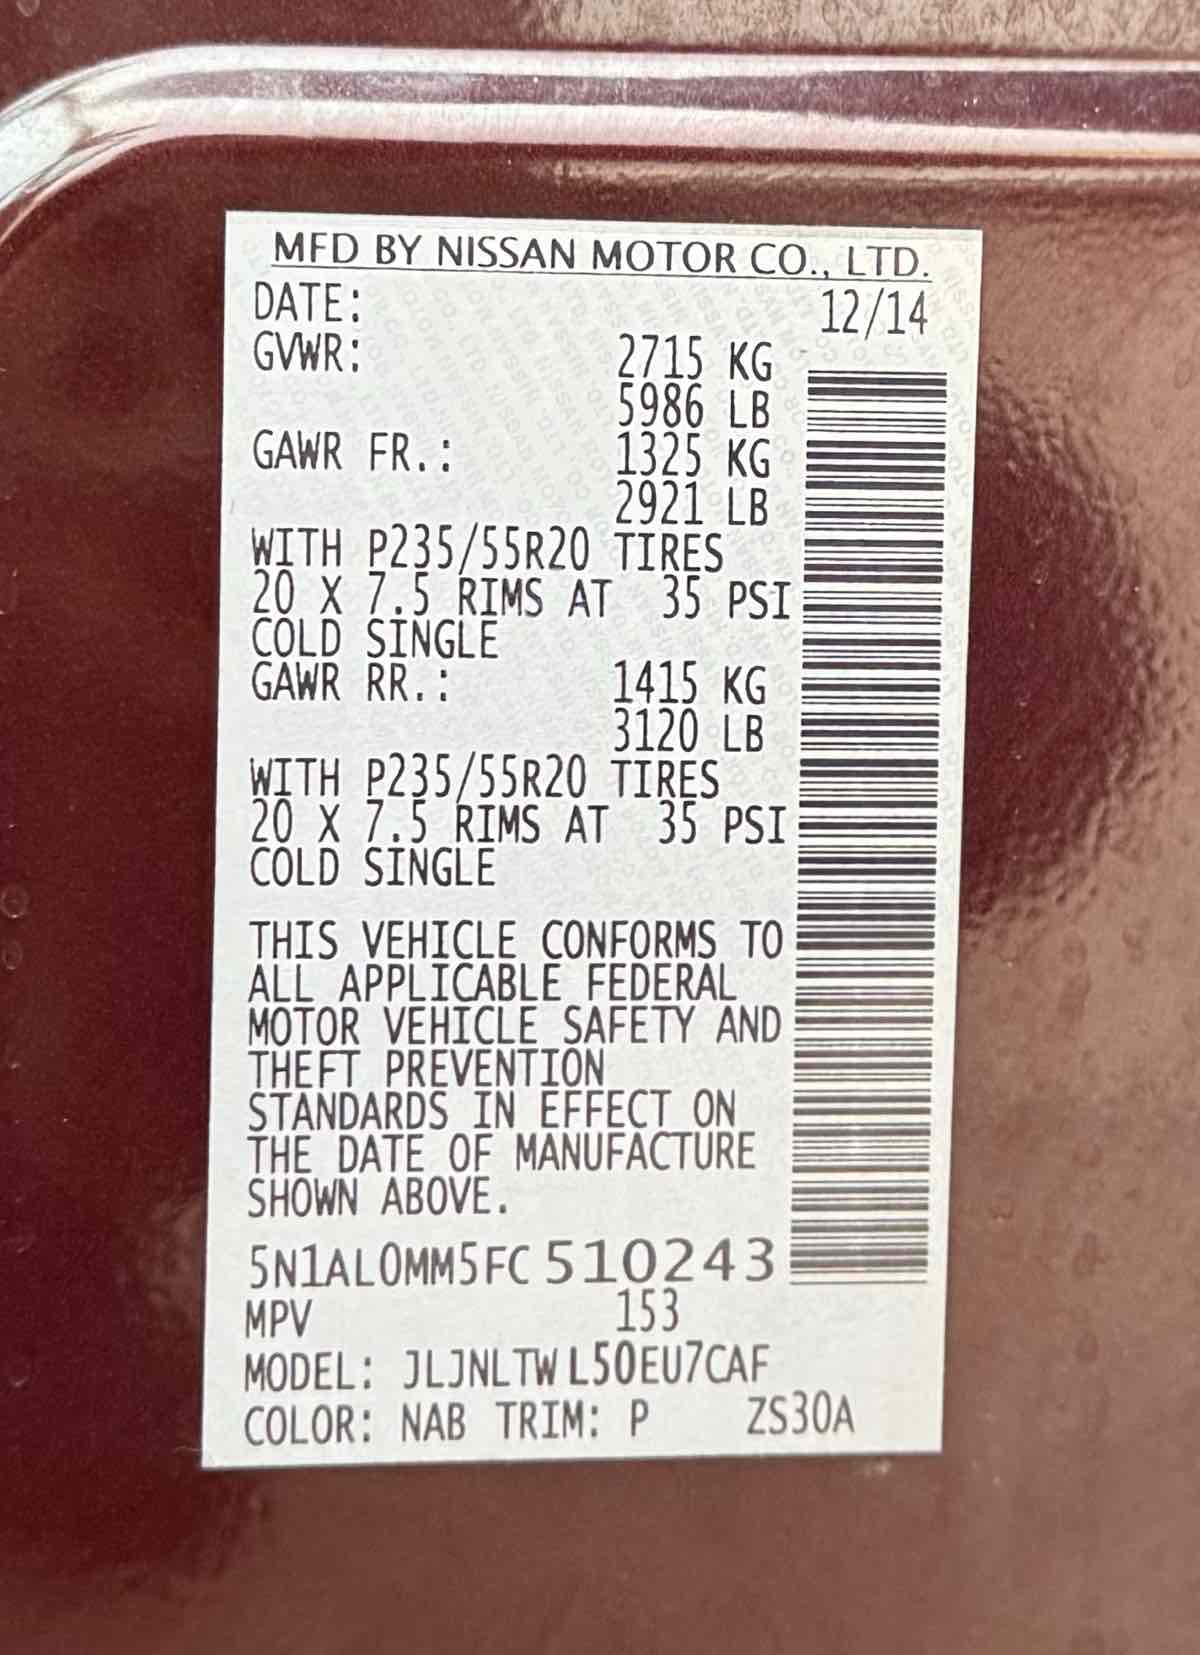 MFD BY NISSAN MOTOR CO., LTD.
DATE: 12/14
GVWR: 2715 KG
5986 LB
GAWR FR.: 1325 KG
2921 LB
WITH P235/55R20 TIRES
20 X 7.5 RIMS AT 35 PSI
COLD SINGLE
GAWR RR.: 1415 KG
3120 LB
WITH P235/55R20 TIRES
20 X 7.5 RIMS AT 35 PSI
COLD SINGLE
THIS VEHICLE CONFORMS TO
ALL APPLICABLE FEDERAL
MOTOR VEHICLE SAFETY AND
THEFT PREVENTION
STANDARDS IN EFFECT ON
THE DATE OF MANUFACTURE
SHOWN ABOVE.
5N1AL0MM5FC 510243
MPV 153
MODEL: JLJNLTW L50EU7CAF
COLOR: NAB TRIM: P ZS30A